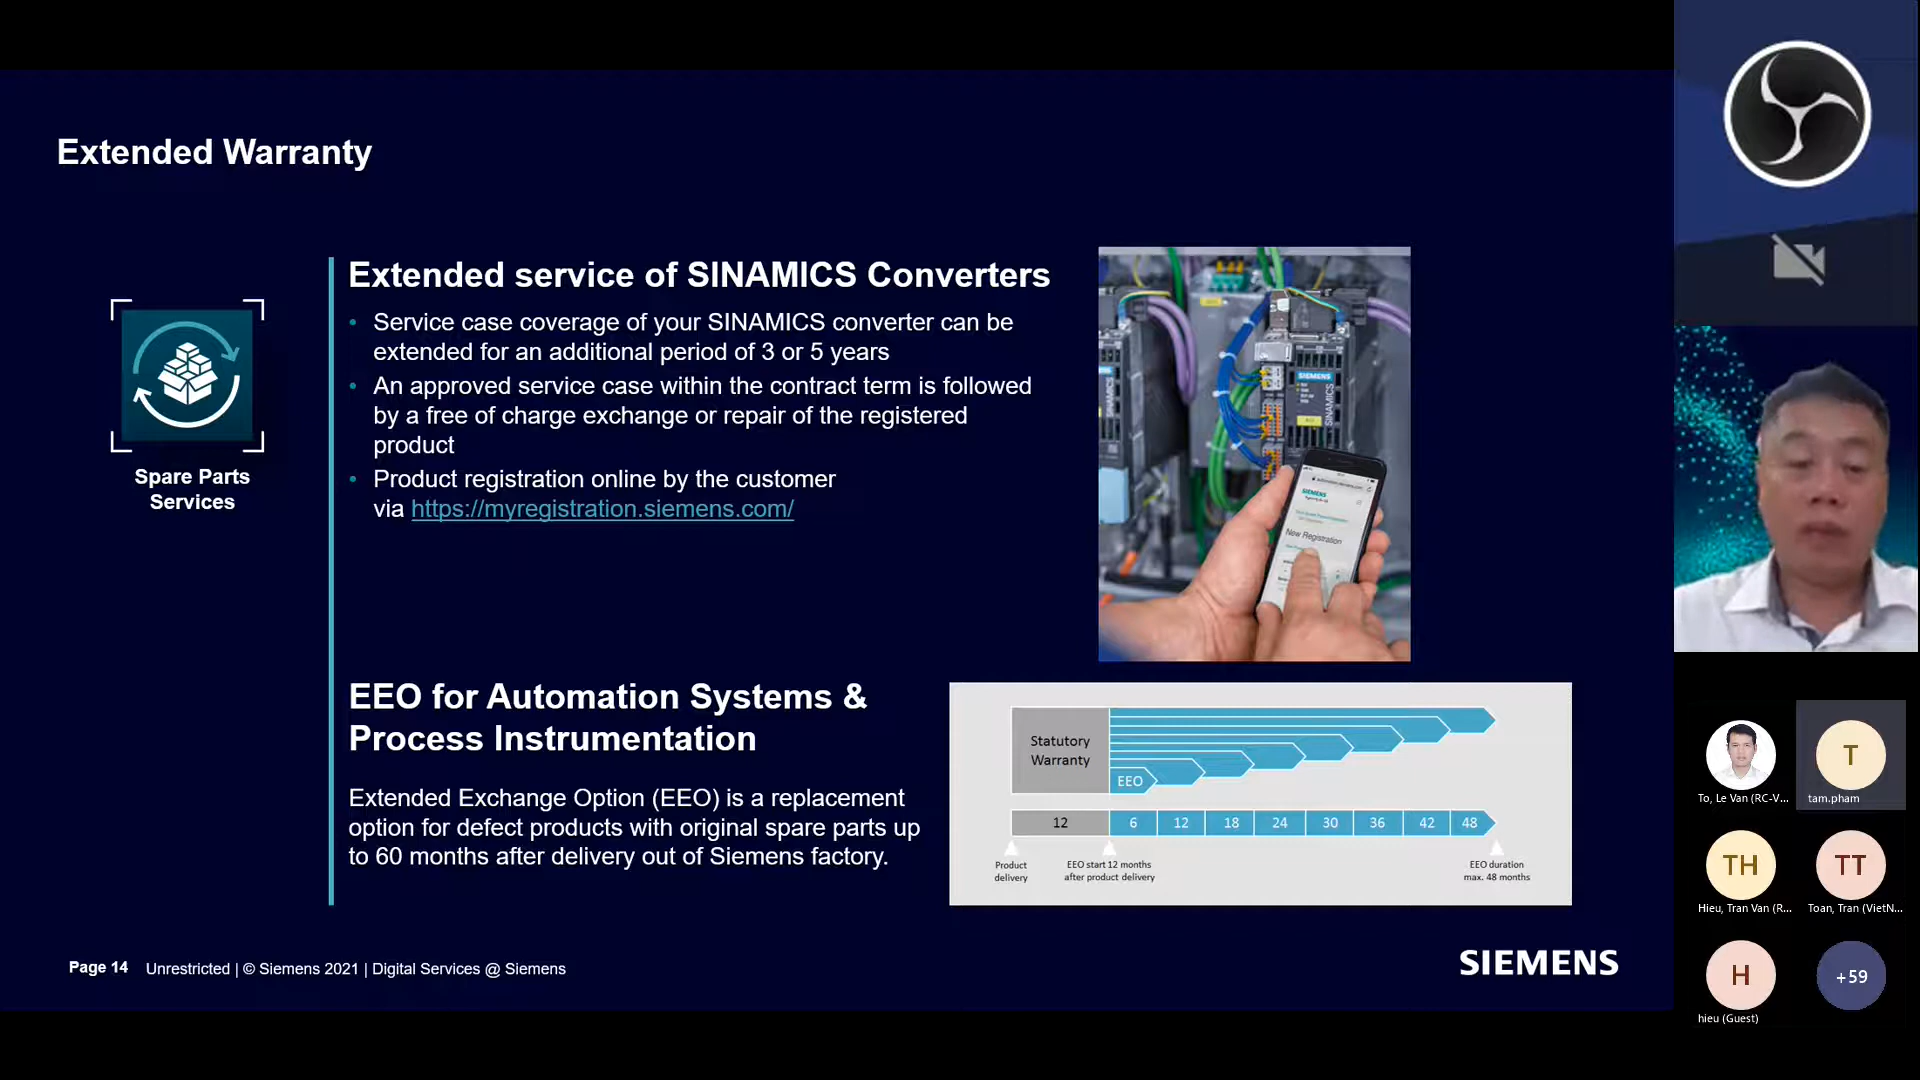 Extended Warranty
Spare Parts
Services
Extended service of SINAMICS Converters
• Service case coverage of your SINAMICS converter can be
extended for an additional period of 3 or 5 years
• An approved service case within the contract term is followed
by a free of charge exchange or repair of the registered
product
• Product registration online by the customer
via https://myregistration.siemens.com/
SIEMENS
SINAMICS
SIEMENS
New Registration
EEO for Automation Systems &
Process Instrumentation
Extended Exchange Option (EEO) is a replacement
option for defect products with original spare parts up
to 60 months after delivery out of Siemens factory.
Statutory
Warranty
EEO
12 6 12 18 24 30 36 42 48
Product
delivery
EEO start 12 months
after product delivery
EEO duration
max. 48 months
Page 14 Unrestricted | © Siemens 2021 | Digital Services @ Siemens
SIEMENS
To, Le Van (RC-V...
T
tam.pham
TH
Hieu, Tran Van (R...
TT
Toan, Tran (VietN...
H
hieu (Guest)
+59